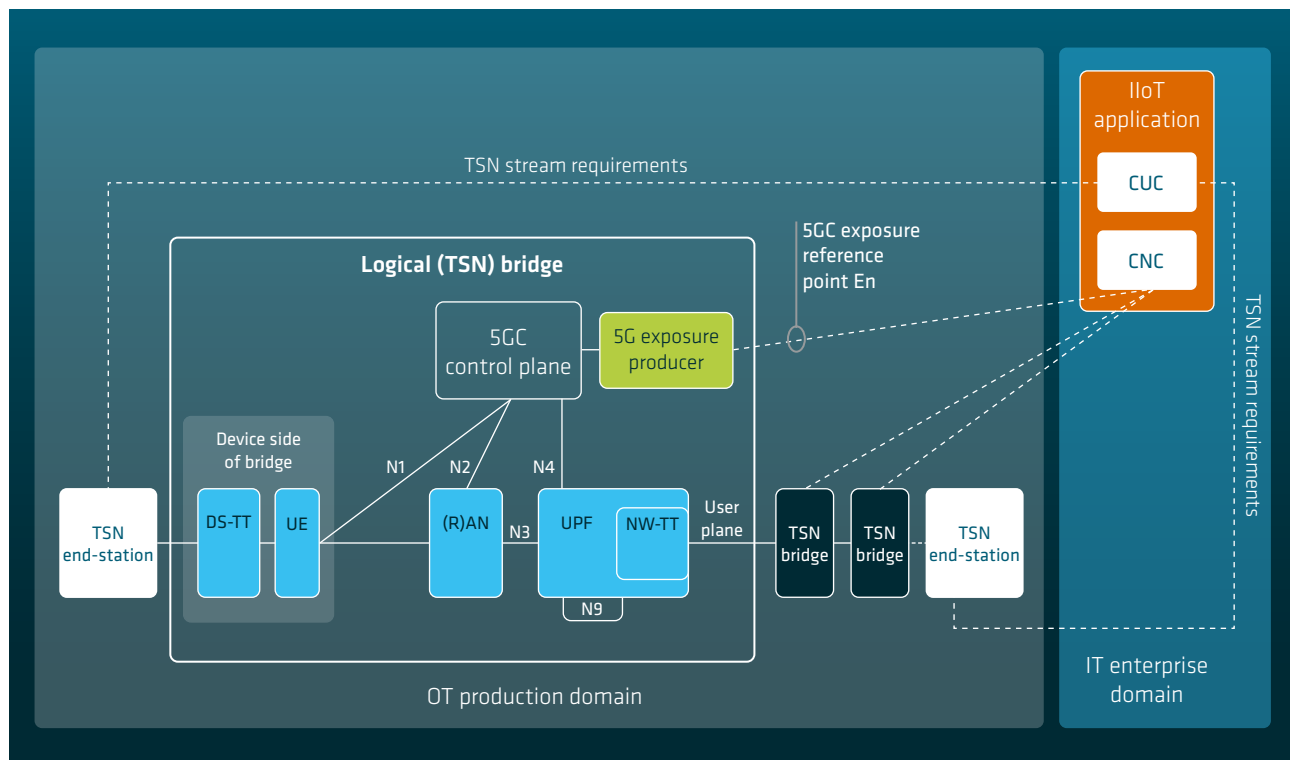 IIoT
application
TSN stream requirements
CUC
5GC exposure
reference
point En
CNC
Logical (TSN) bridge
TSN stream requirements
5GC
control plane
5G exposure
producer
Device side
of bridge
N1
N2
N4
TSN
end-station
DS-TT
UE
(R)AN
N3
UPF
NW-TT
User
plane
TSN
bridge
TSN
bridge
TSN
end-station
N9
OT production domain
IT enterprise
domain